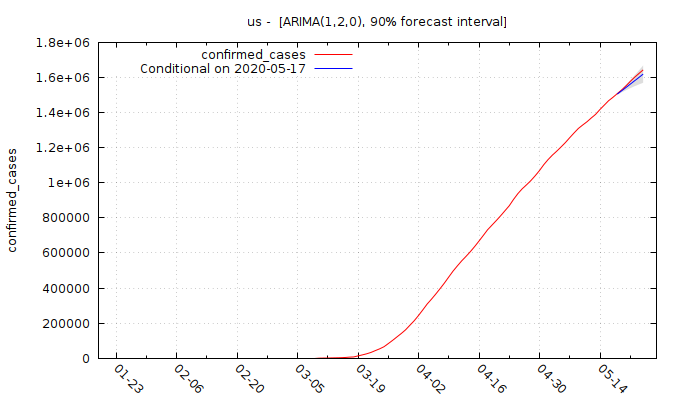 us -  [ARIMA(1,2,0), 90% forecast interval]
confirmed_cases
Conditional on 2020-05-17
1.8e+06
1.6e+06
1.4e+06
1.2e+06
1e+06
800000
600000
400000
200000
0
confirmed_cases
01-23
02-06
02-20
03-05
03-19
04-02
04-16
04-30
05-14